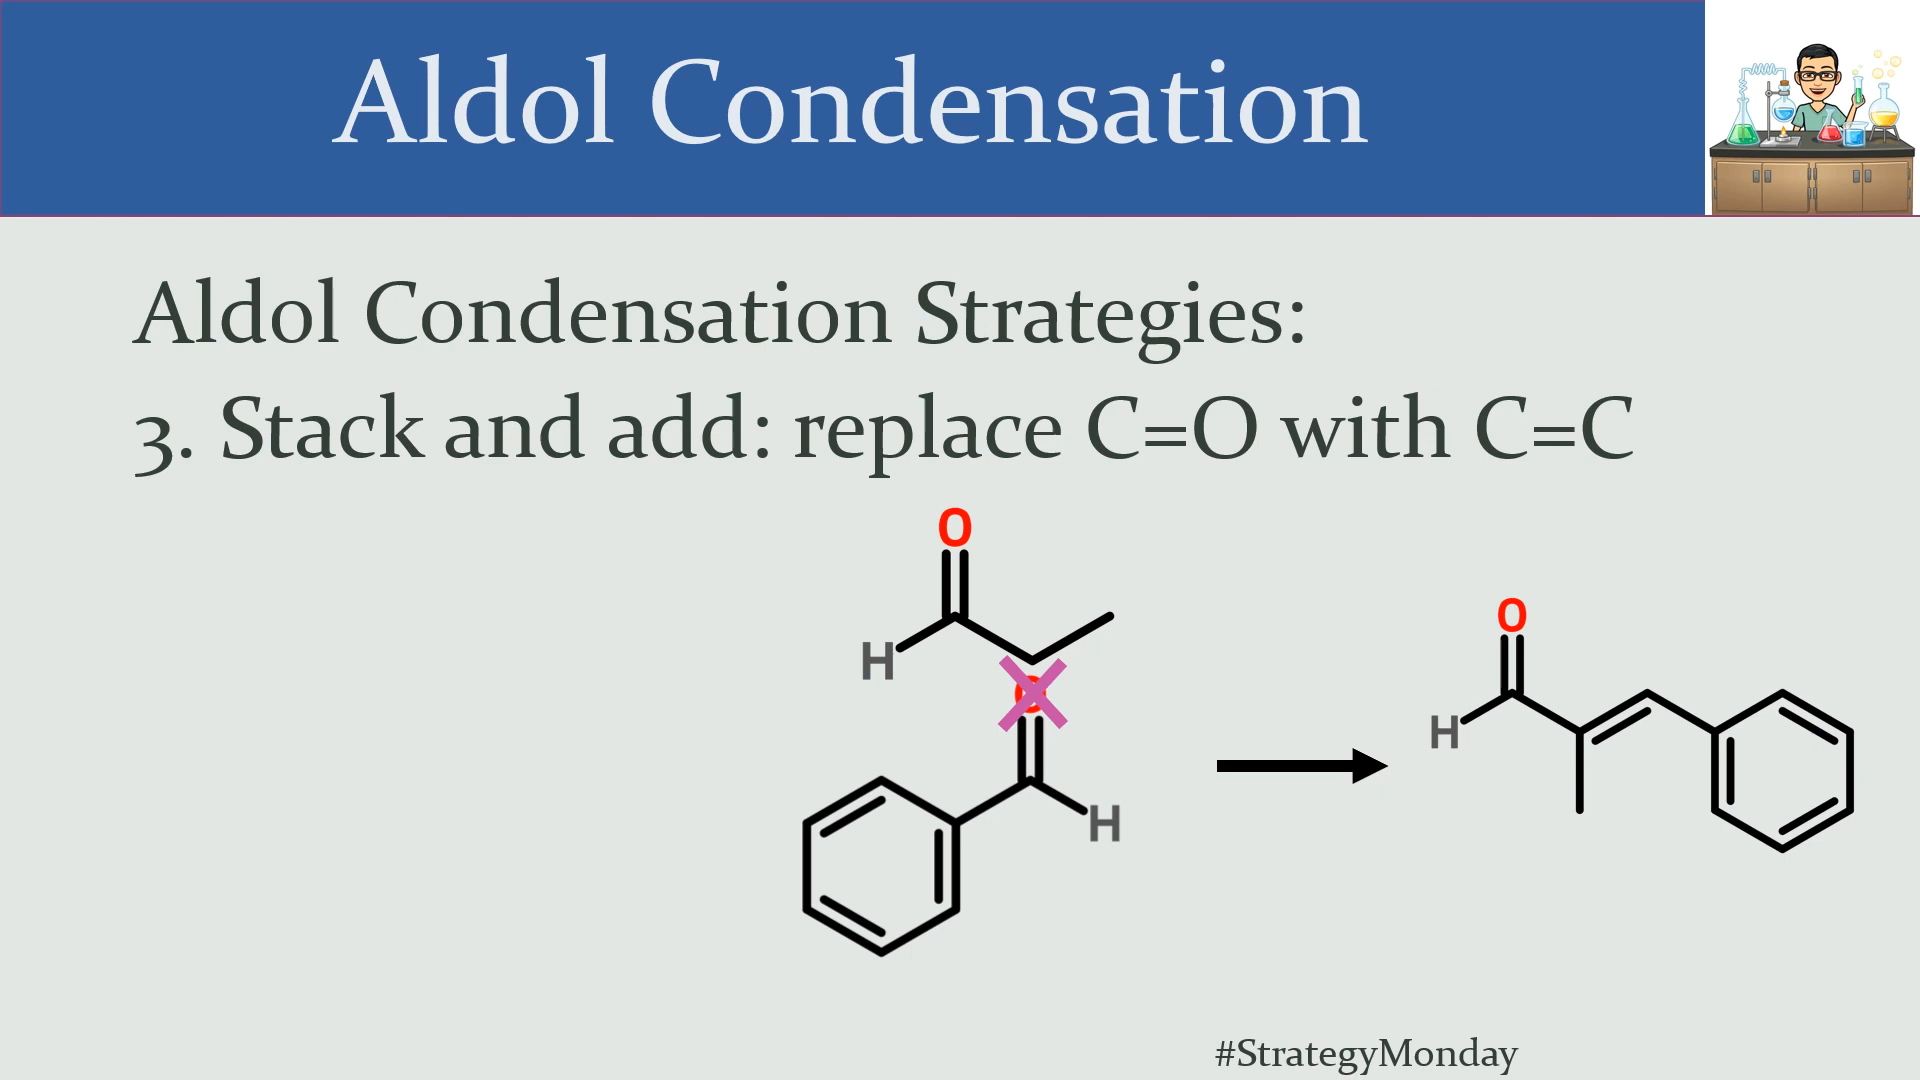 Aldol Condensation
Aldol Condensation Strategies:
3. Stack and add: replace C=O with C=C
O
H
O
H
O
H
#StrategyMonday